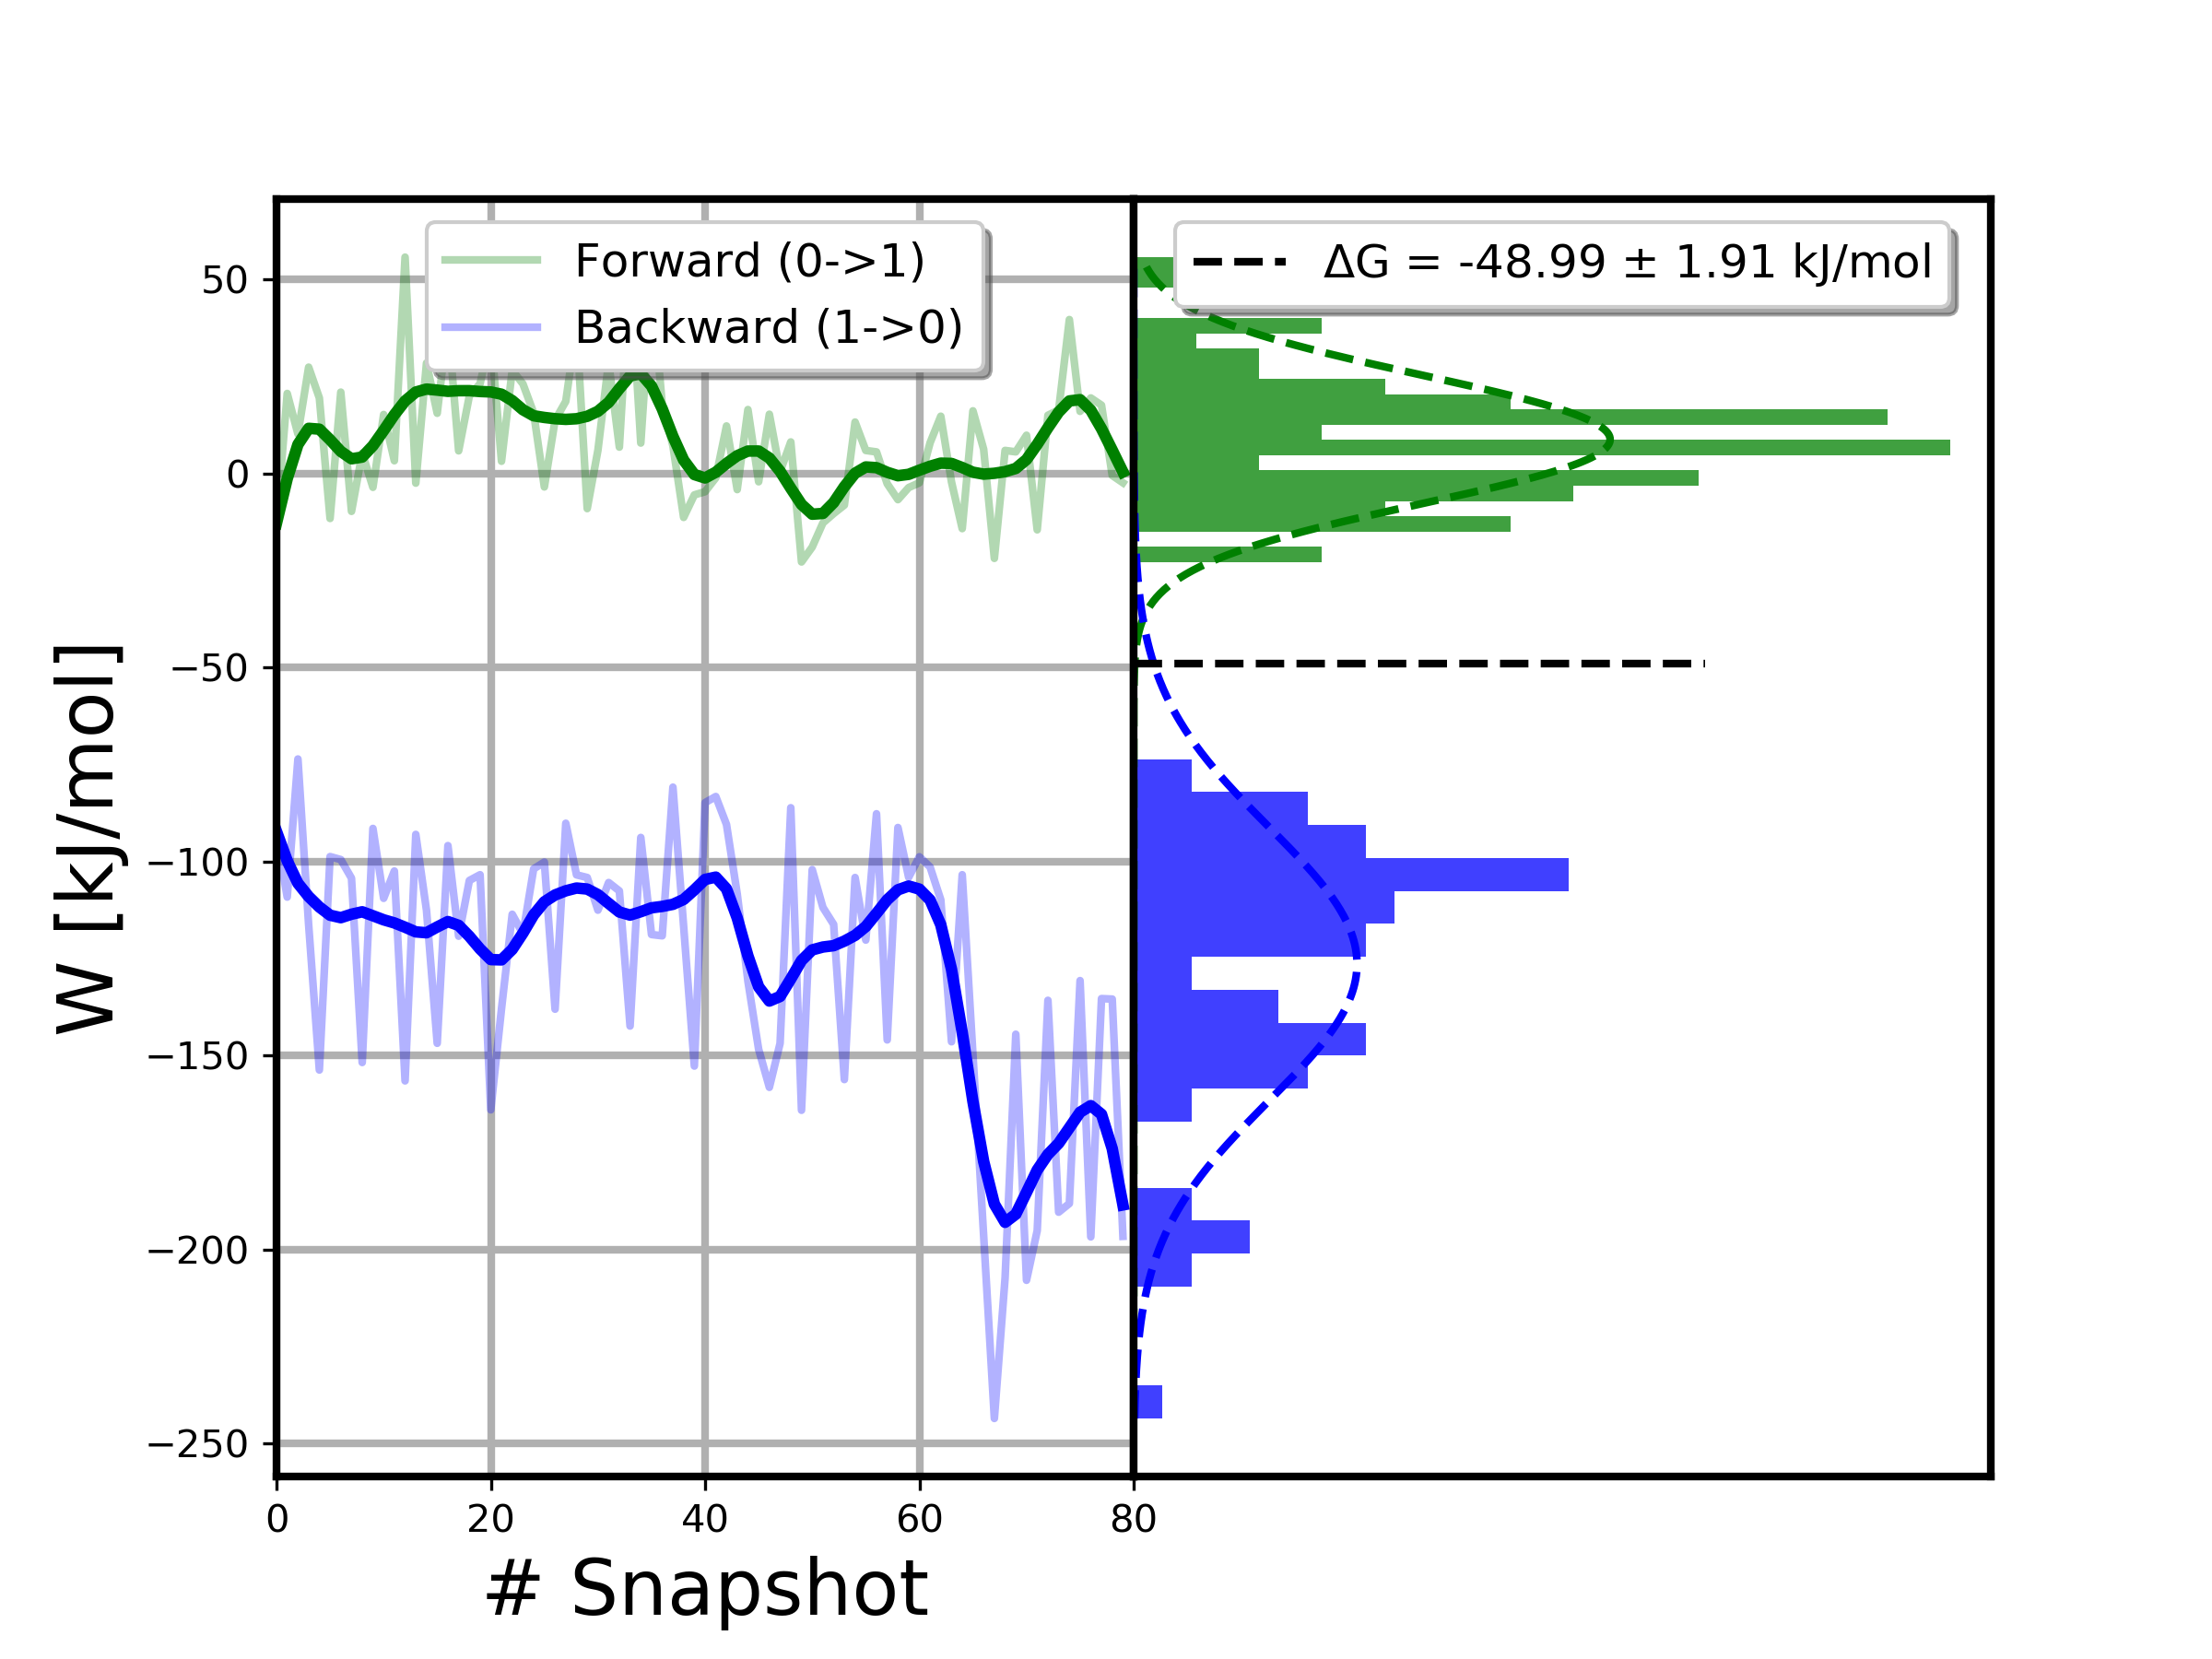 Forward (0->1)
Backward (1->0)
ΔG = -48.99 ± 1.91 kJ/mol
50
0
−50
−100
−150
−200
−250
W [kJ/mol]
0 20 40 60 80
# Snapshot